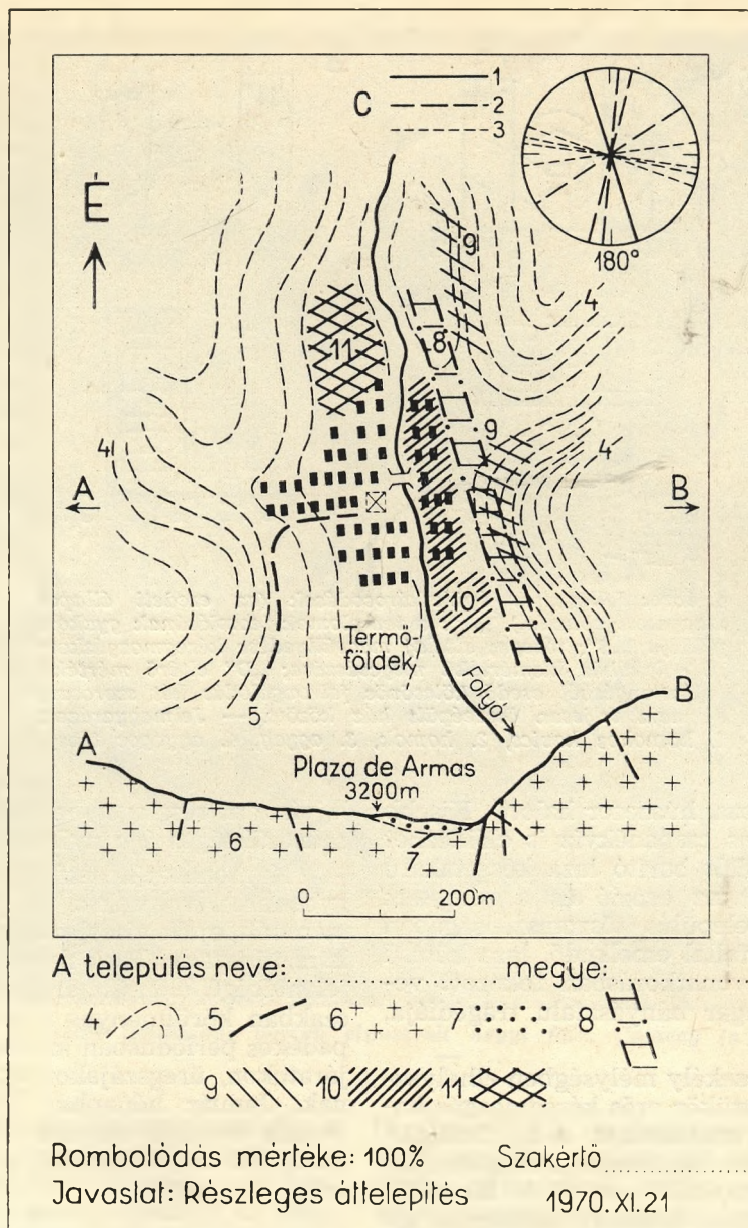 C
1
2
3
180°
É
9
4
8
11
9
4
4
A
B
10
Termő-
földek
Folyó
5
A
B
Plaza de Armas
3200m
6
7
0 200m
A település neve:.................... megye:....................
4 5 6 7 8
9 10 11
Rombolódás mértéke: 100% Szakértő....................
Javaslat: Részleges áttelepítés 1970.XI.21